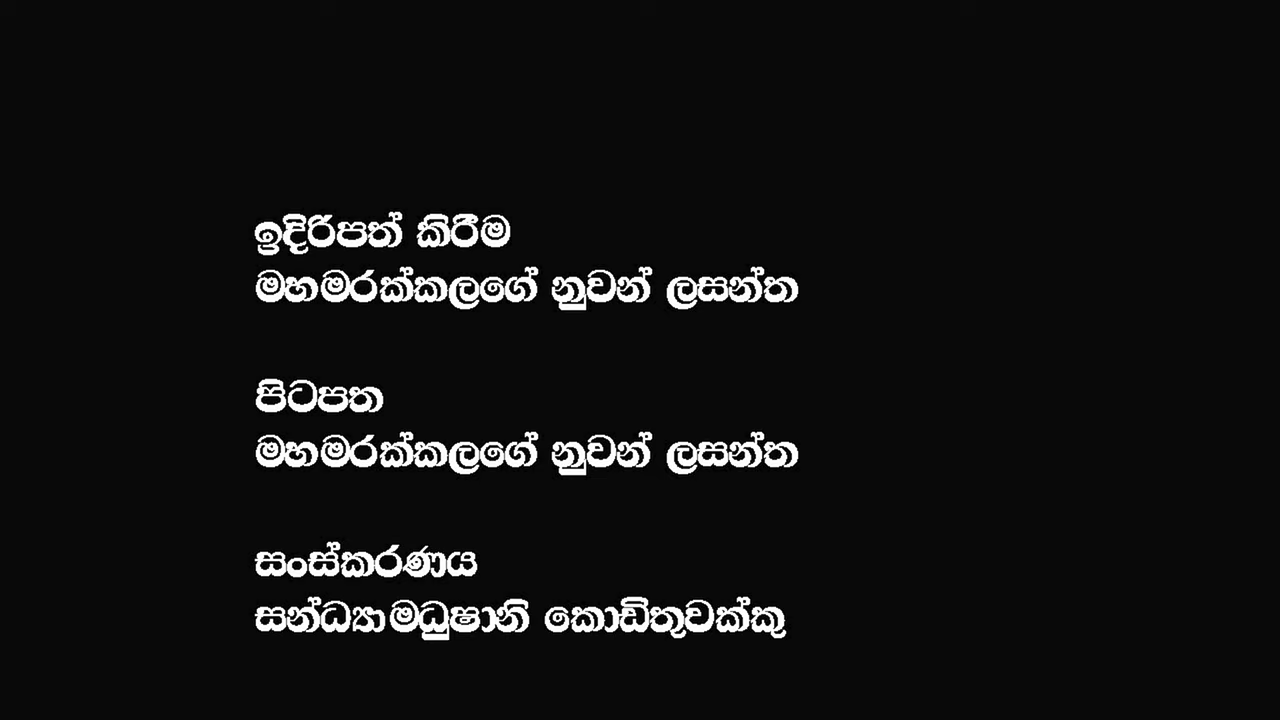 ඉදිරිපත් කිරීම
මහමරක්කලගේ නුවන් ලසන්ත
පිටපත
මහමරක්කලගේ නුවන් ලසන්ත
සංස්කරණය
සන්ධ්‍යාමධුෂානි කොඩිතුවක්කු